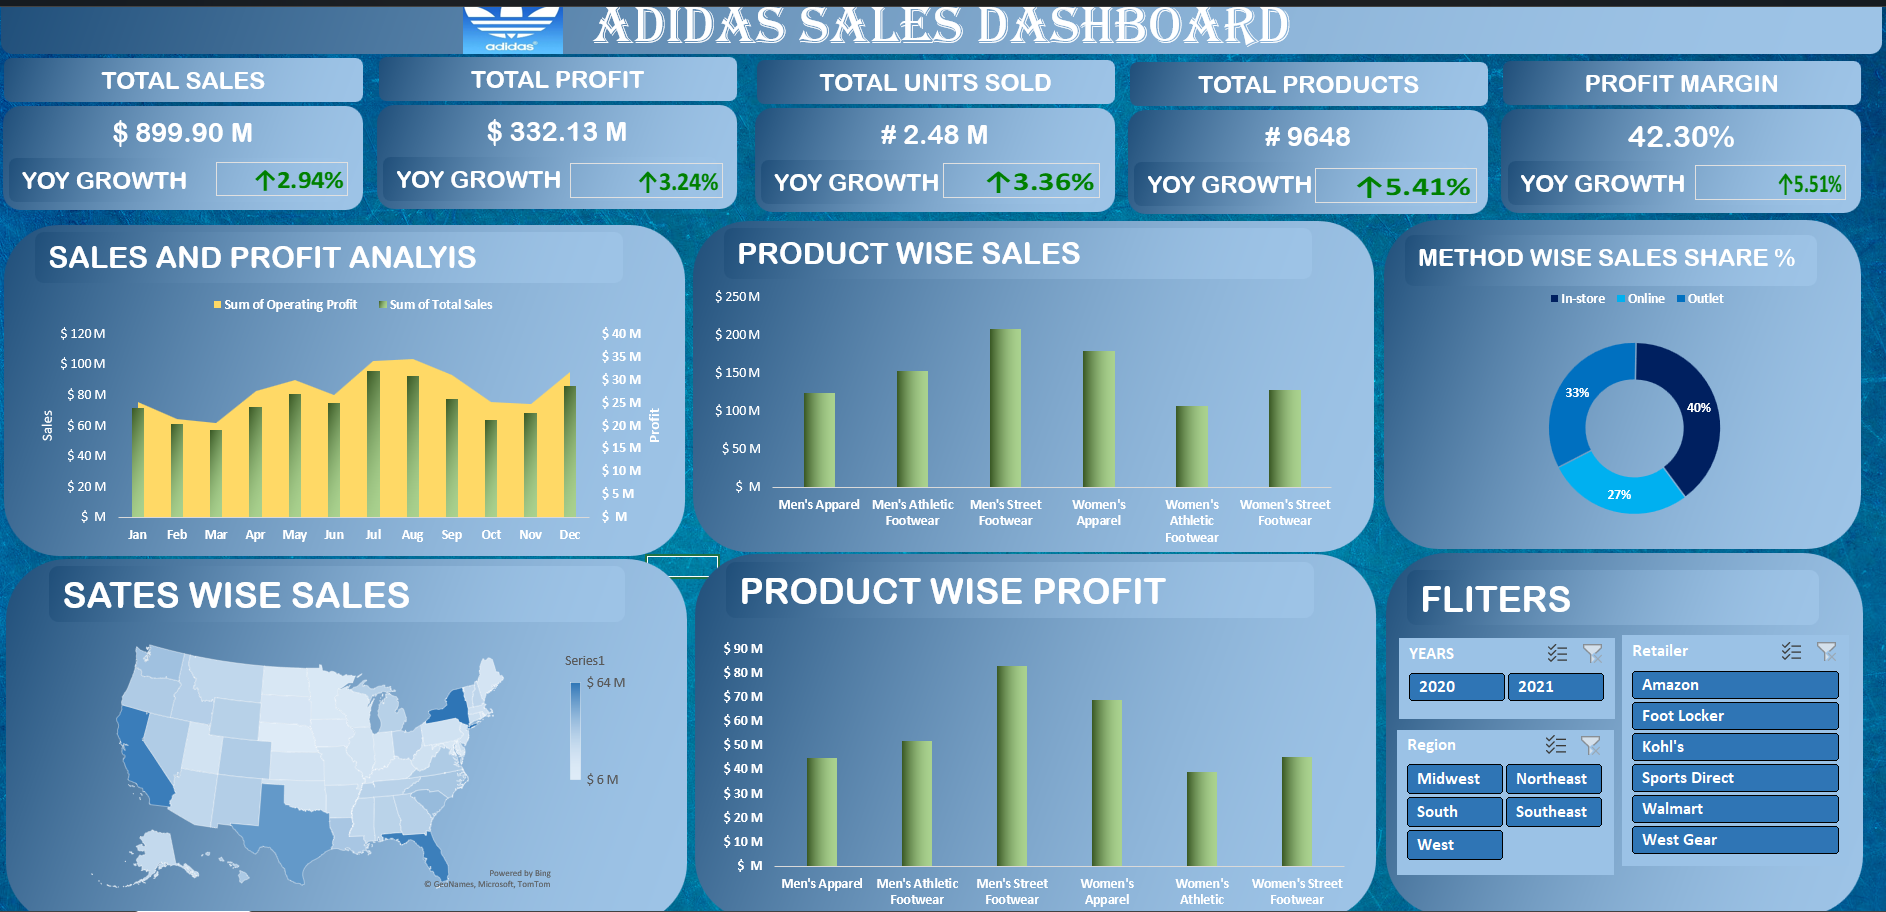 adidas
ADIDAS SALES DASHBOARD
TOTAL SALES
$ 899.90 M
YOY GROWTH
↑2.94%
TOTAL PROFIT
$ 332.13 M
YOY GROWTH
↑3.24%
TOTAL UNITS SOLD
# 2.48 M
YOY GROWTH
↑3.36%
TOTAL PRODUCTS
# 9648
YOY GROWTH
↑5.41%
PROFIT MARGIN
42.30%
YOY GROWTH
↑5.51%
SALES AND PROFIT ANALYIS
Sum of Operating Profit
Sum of Total Sales
$ 120 M
$ 100 M
$ 80 M
$ 60 M
$ 40 M
$ 20 M
$ M
Sales
$ 40 M
$ 35 M
$ 30 M
$ 25 M
$ 20 M
$ 15 M
$ 10 M
$ 5 M
$ M
Profit
Jan Feb Mar Apr May Jun Jul Aug Sep Oct Nov Dec
PRODUCT WISE SALES
$ 250 M
$ 200 M
$ 150 M
$ 100 M
$ 50 M
$ M
Men's Apparel
Men's Athletic
Footwear
Men's Street
Footwear
Women's
Apparel
Women's
Athletic
Footwear
Women's Street
Footwear
METHOD WISE SALES SHARE %
In-store Online Outlet
33%
40%
27%
SATES WISE SALES
Series1
$ 64 M
$ 6 M
Powered by Bing
© GeoNames, Microsoft, TomTom
PRODUCT WISE PROFIT
$ 90 M
$ 80 M
$ 70 M
$ 60 M
$ 50 M
$ 40 M
$ 30 M
$ 20 M
$ 10 M
$ M
Men's Apparel
Men's Athletic
Footwear
Men's Street
Footwear
Women's
Apparel
Women's
Athletic
Women's Street
Footwear
FLITERS
YEARS
2020
2021
Region
Midwest
Northeast
South
Southeast
West
Retailer
Amazon
Foot Locker
Kohl's
Sports Direct
Walmart
West Gear